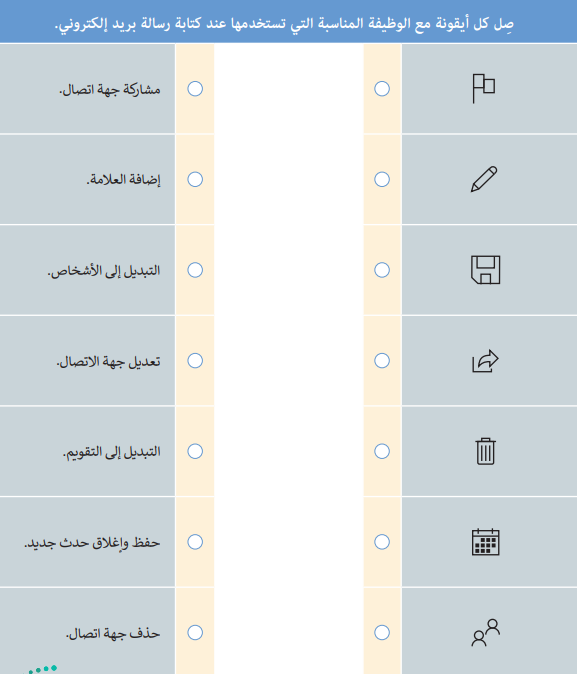 صِل كل أيقونة مع الوظيفة المناسبة التي تستخدمها عند كتابة رسالة بريد إلكتروني.
مشاركة جهة اتصال.
إضافة العلامة.
التبديل إلى الأشخاص.
تعديل جهة الاتصال.
التبديل إلى التقويم.
حفظ وإغلاق حدث جديد.
حذف جهة اتصال.